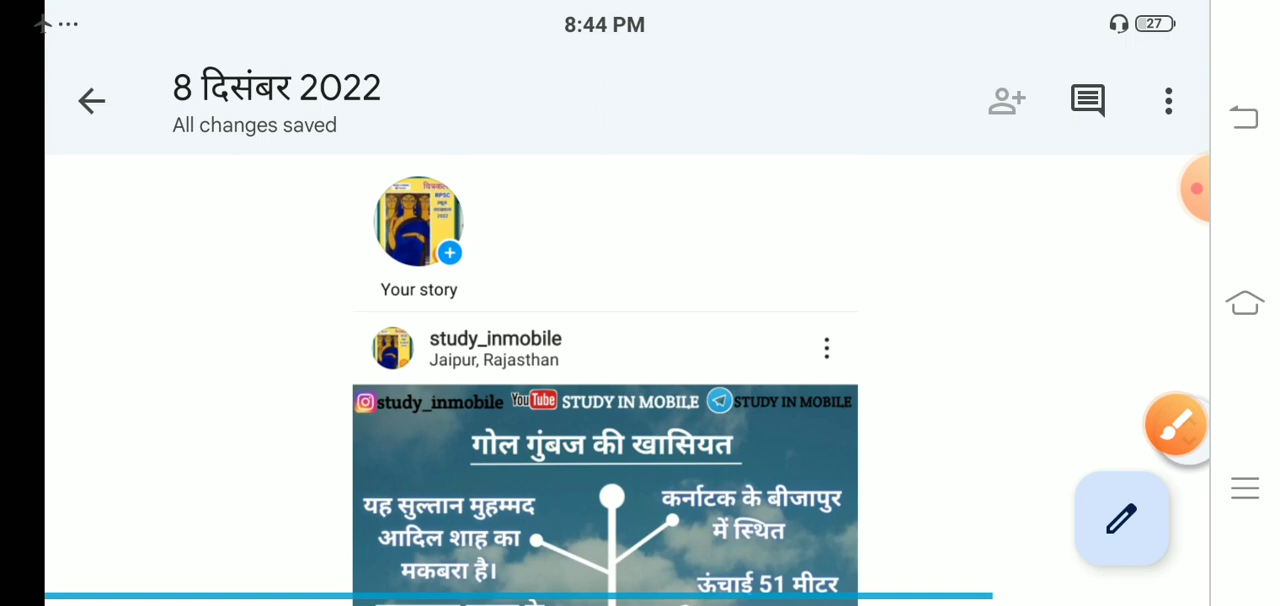 8:44 PM
27
8 दिसंबर 2022
All changes saved
Your story
study_inmobile
Jaipur, Rajasthan
study_inmobile YouTube STUDY IN MOBILE STUDY IN MOBILE
गोल गुंबज की खासियत
यह सुल्तान मुहम्मद
आदिल शाह का
मकबरा है।
कर्नाटक के बीजापुर
में स्थित
ऊंचाई 51 मीटर